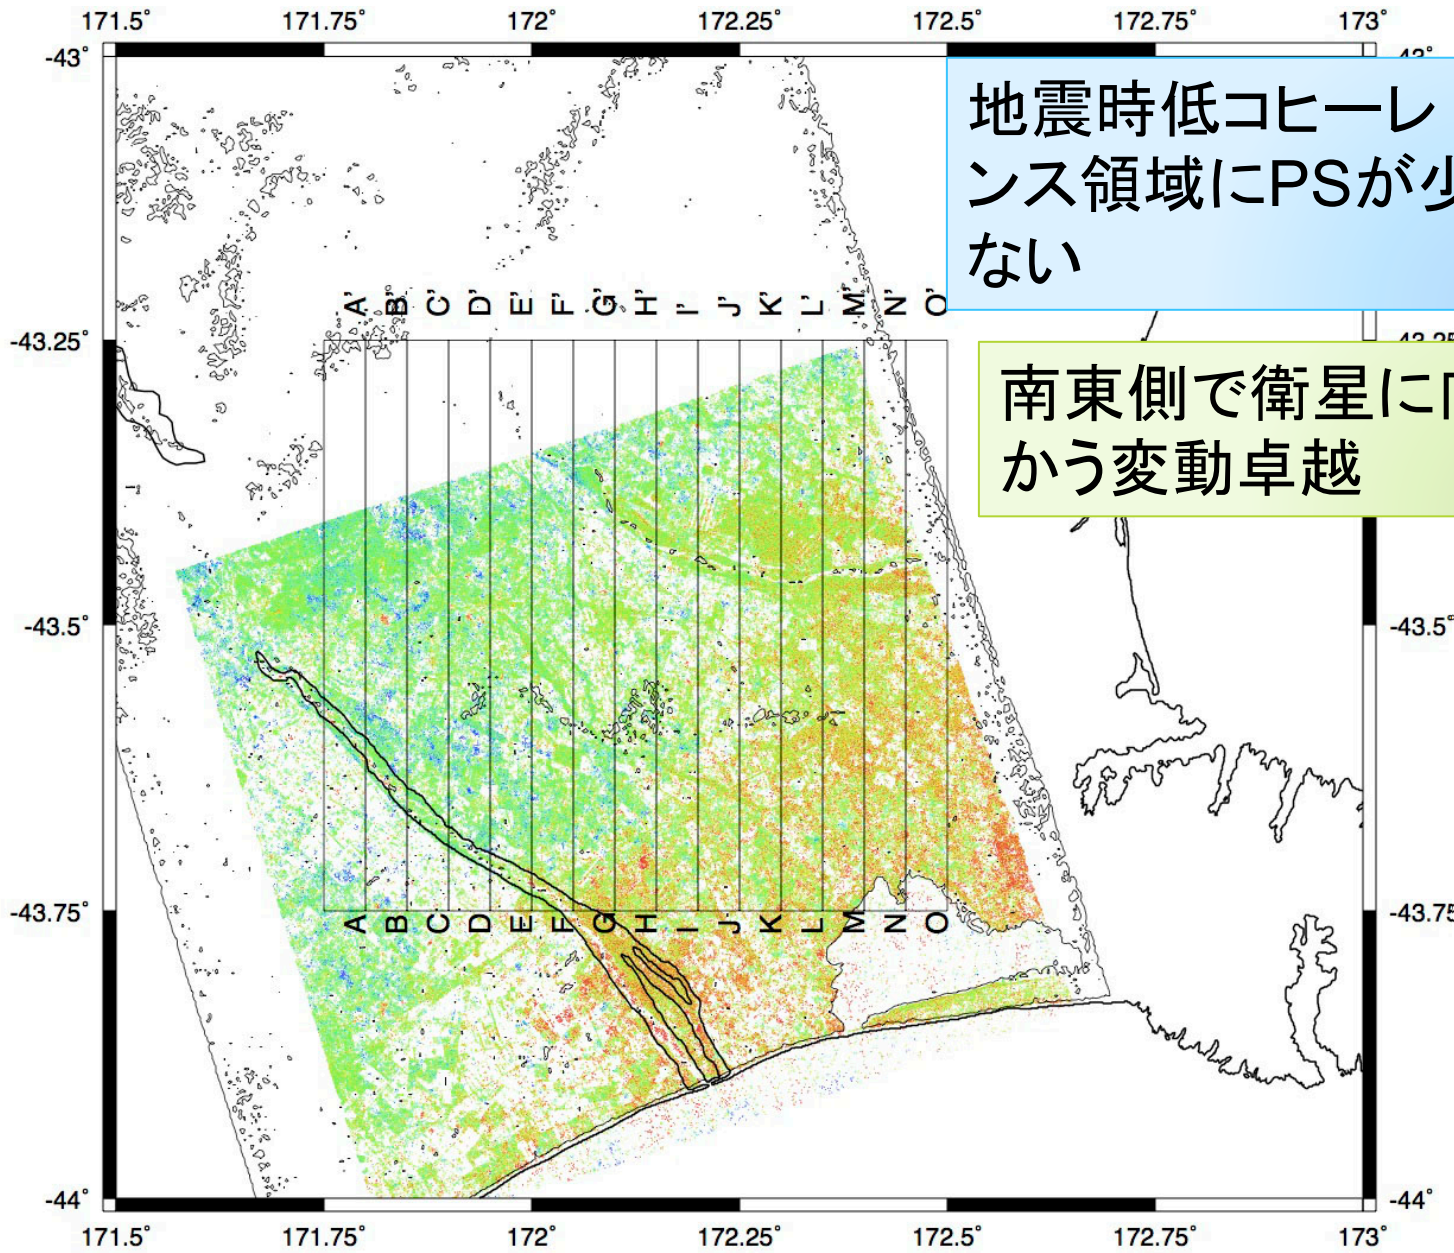 171.5° 171.75° 172° 172.25° 172.5° 172.75° 173°
-43°
地震時低コヒーレ
ンス領域にPSが少
ない
A' B' C' D' E' F' G' H' I' J' K' L' M' N' O'
-43.25°
南東側で衛星に向
かう変動卓越
-43.5° -43.5°
A B C D E F G H I J K L M N O
-43.75° -43.75
-44° -44°
171.5° 171.75° 172° 172.25° 172.5° 172.75° 173°